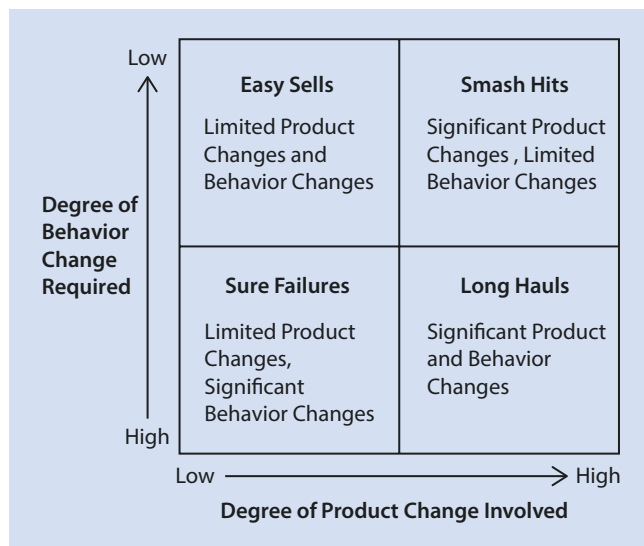 Low
Easy Sells
Limited Product
Changes and
Behavior Changes
Smash Hits
Significant Product
Changes , Limited
Behavior Changes
Degree of
Behavior
Change
Required
Sure Failures
Limited Product
Changes,
Significant
Behavior Changes
Long Hauls
Significant Product
and Behavior
Changes
High
Low
High
Degree of Product Change Involved